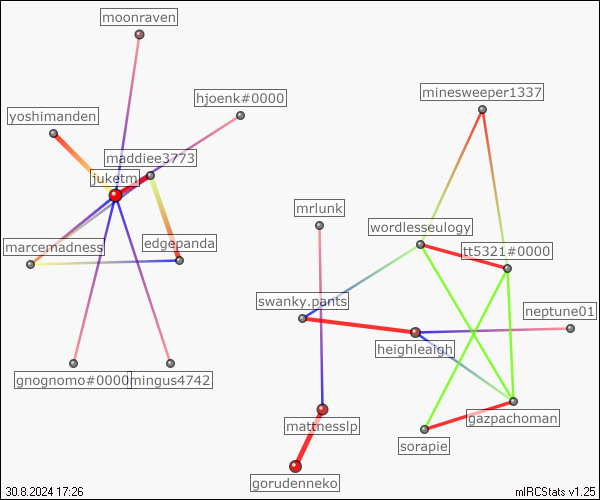 moonraven
hjoenk#0000
minesweeper1337
yoshimanden
maddiee3773
juketm
mrlunk
wordlesseulogy
marcemadness
edgepanda
tt5321#0000
swanky.pants
neptune01
heighleaigh
gnognomo#0000
mingus4742
gazpachoman
mattnesslp
sorapie
gorudenneko
30.8.2024 17:26
mIRCStats v1.25